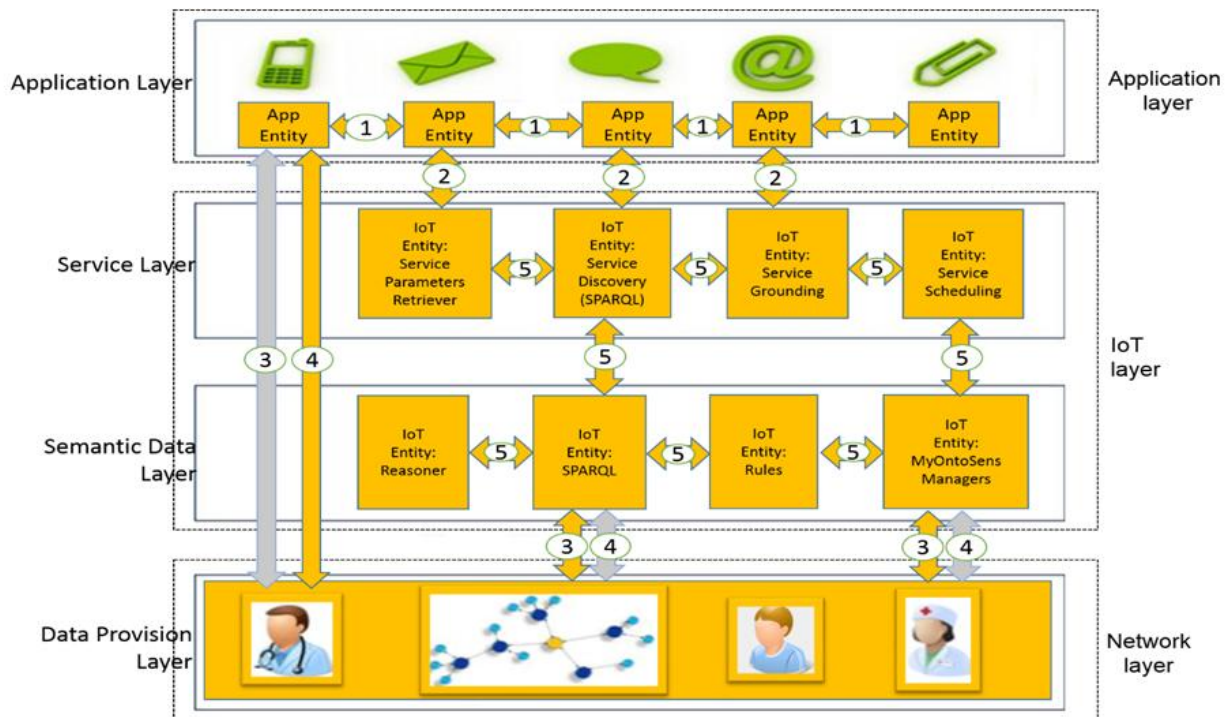 Application Layer
Application
layer
@
App
Entity
1
App
Entity
1
App
Entity
1
App
Entity
1
App
Entity
2
2
2
Service Layer
IoT
Entity:
Service
Parameters
Retriever
5
IoT
Entity:
Service
Discovery
(SPARQL)
5
IoT
Entity:
Service
Grounding
5
IoT
Entity:
Service
Scheduling
3
4
5
5
IoT
layer
Semantic Data
Layer
IoT
Entity:
Reasoner
5
IoT
Entity:
SPARQL
5
IoT
Entity:
Rules
5
IoT
Entity:
MyOntoSens
Managers
3
4
3
4
Data Provision
Layer
Network
layer